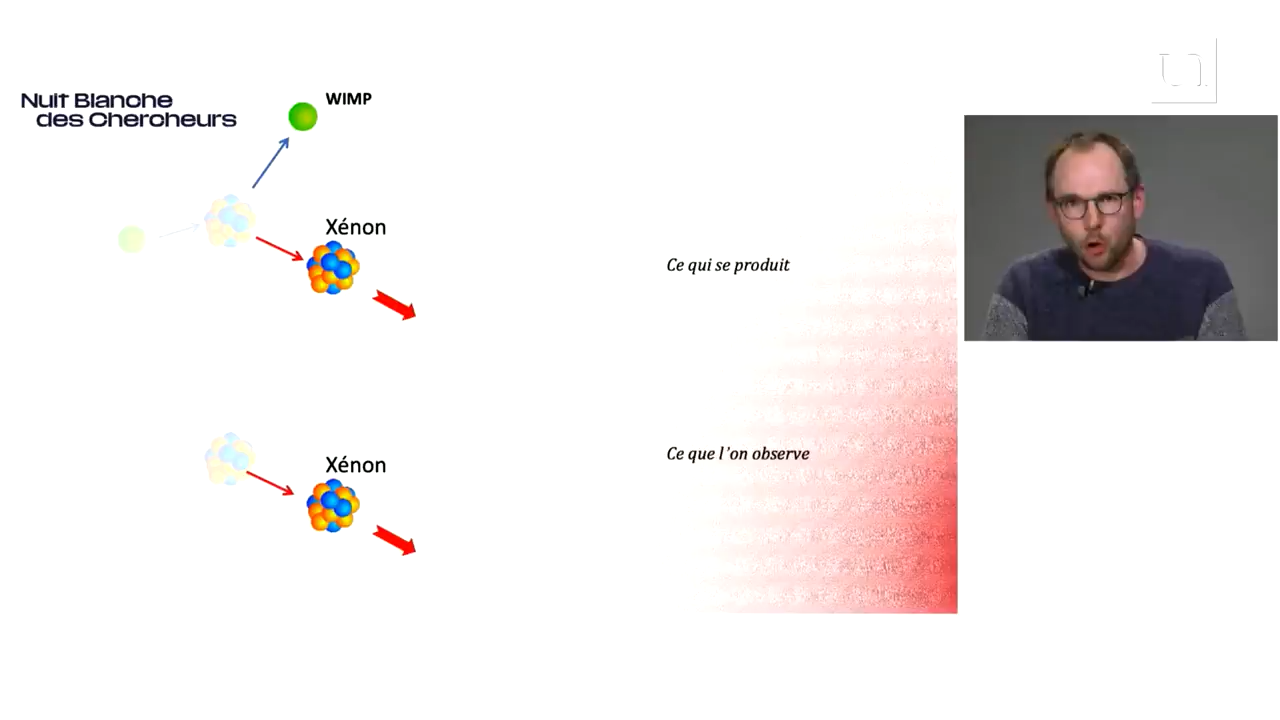 Nuit Blanche
des Chercheurs
WIMP
Xénon
Ce qui se produit
Xénon
Ce que l'on observe